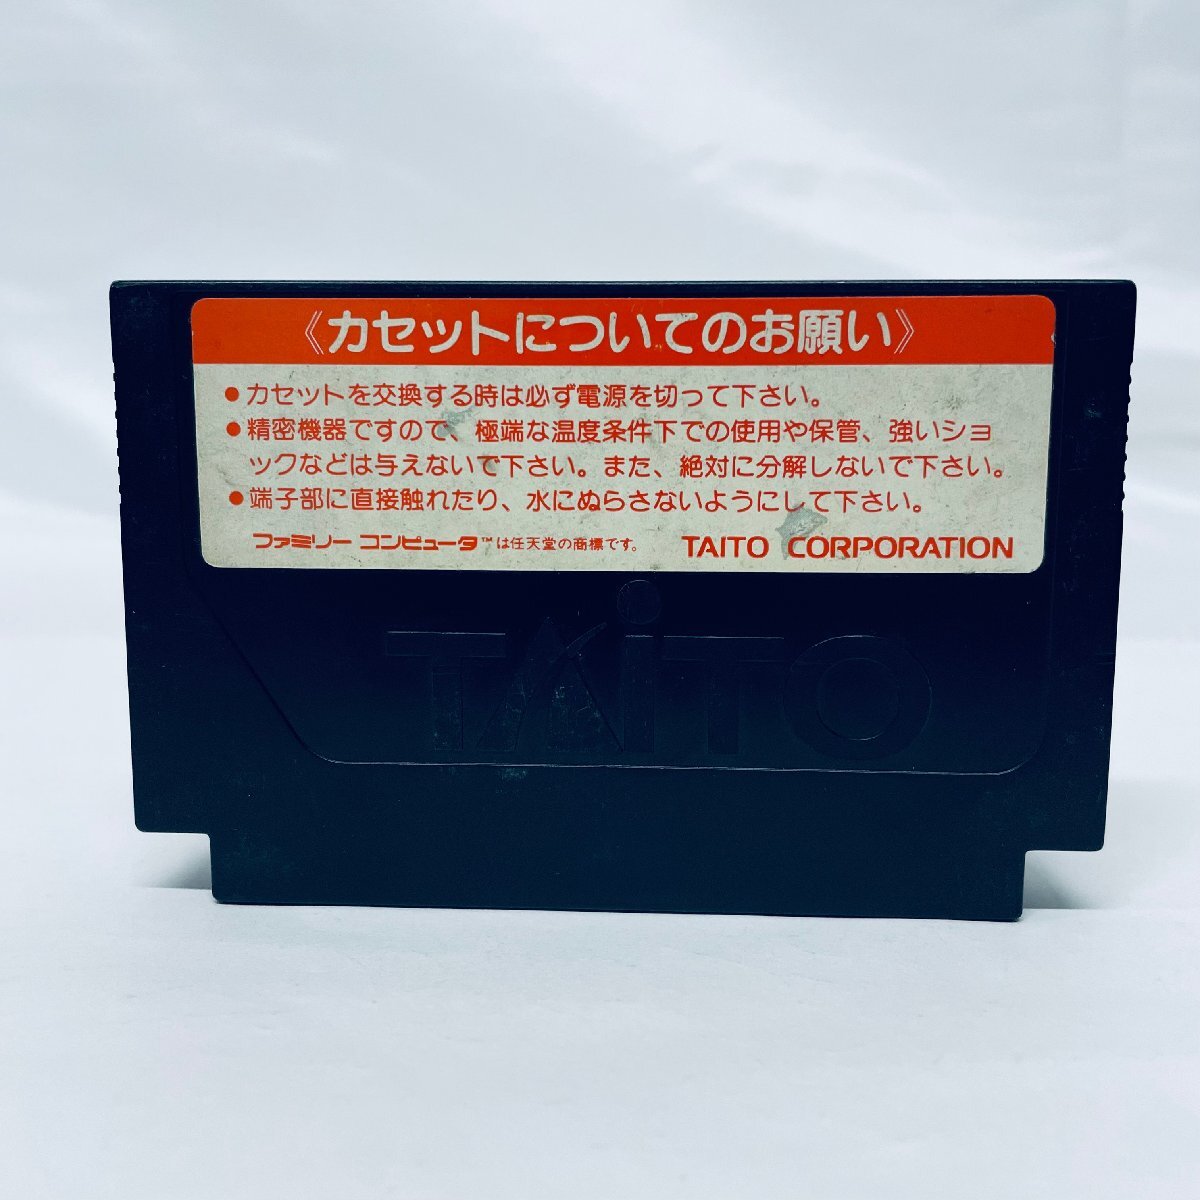 《カセットについてのお願い》
●カセットを交換する時は必ず電源を切って下さい。
●精密機器ですので、極端な温度条件下での使用や保管、強いショ
ックなどは与えないで下さい。また、絶対に分解しないで下さい。
●端子部に直接触れたり、水にぬらさないようにして下さい。
ファミリー コンピュータ™は任天堂の商標です。 TAITO CORPORATION
TAiTO